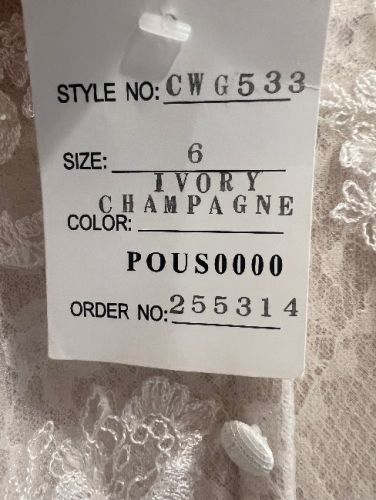 STYLE NO: CWG533
SIZE: 6
IVORY
CHAMPAGNE
COLOR:
POUS0000
ORDER NO: 255314